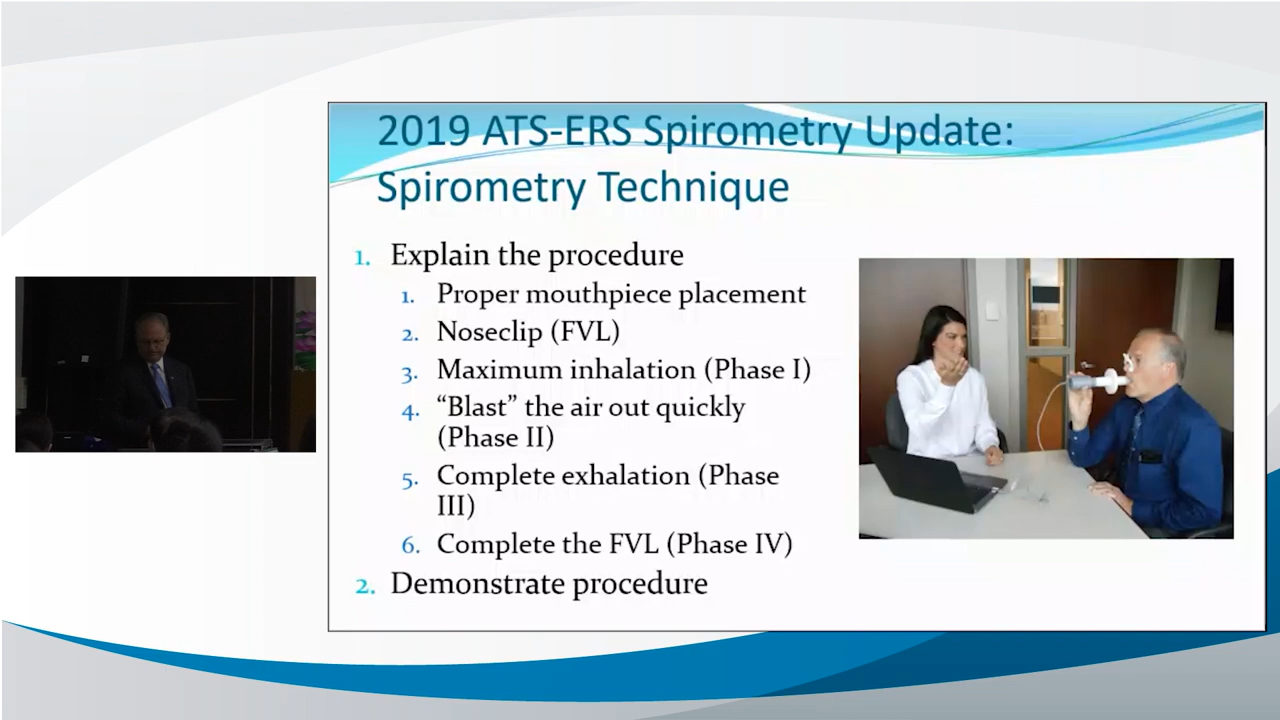 2019 ATS-ERS Spirometry Update:
Spirometry Technique
1. Explain the procedure
1. Proper mouthpiece placement
2. Noseclip (FVL)
3. Maximum inhalation (Phase I)
4. “Blast” the air out quickly
(Phase II)
5. Complete exhalation (Phase
III)
6. Complete the FVL (Phase IV)
2. Demonstrate procedure